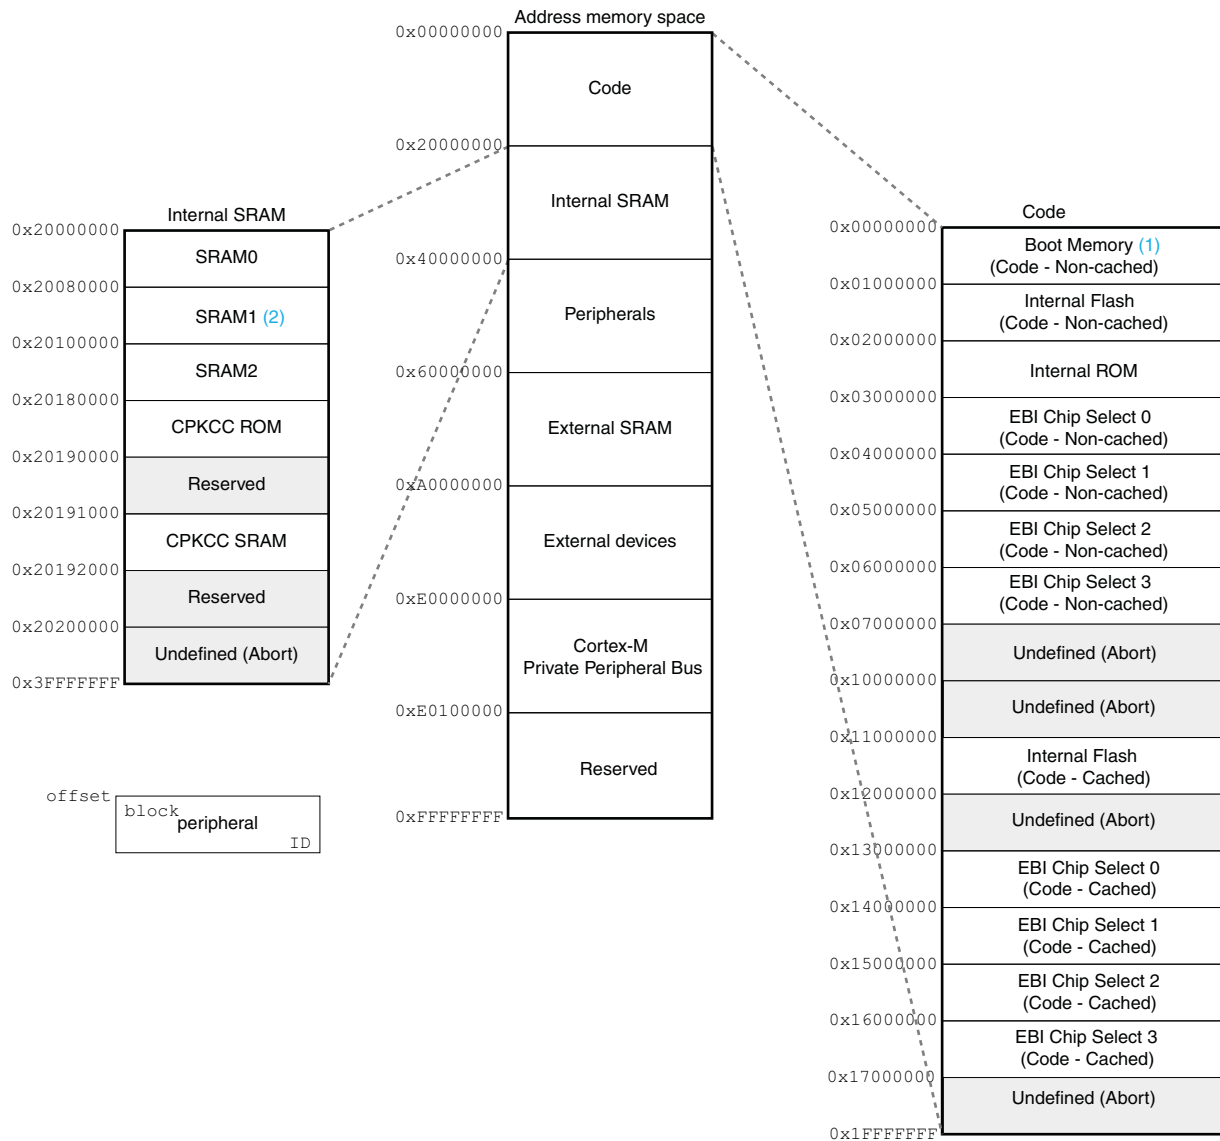 Address memory space
0x00000000
Code
0x20000000
Internal SRAM
0x40000000
Peripherals
0x60000000
External SRAM
0xA0000000
External devices
0xE0000000
Cortex-M
Private Peripheral Bus
0xE0100000
Reserved
0xFFFFFFFF
Internal SRAM
0x20000000
SRAM0
0x20080000
SRAM1 (2)
0x20100000
SRAM2
0x20180000
CPKCC ROM
0x20190000
Reserved
0x20191000
CPKCC SRAM
0x20192000
Reserved
0x20200000
Undefined (Abort)
0x3FFFFFFF
offset
block
peripheral
ID
Code
0x00000000
Boot Memory (1)
(Code - Non-cached)
0x01000000
Internal Flash
(Code - Non-cached)
0x02000000
Internal ROM
0x03000000
EBI Chip Select 0
(Code - Non-cached)
0x04000000
EBI Chip Select 1
(Code - Non-cached)
0x05000000
EBI Chip Select 2
(Code - Non-cached)
0x06000000
EBI Chip Select 3
(Code - Non-cached)
0x07000000
Undefined (Abort)
0x10000000
Undefined (Abort)
0x11000000
Internal Flash
(Code - Cached)
0x12000000
Undefined (Abort)
0x13000000
EBI Chip Select 0
(Code - Cached)
0x14000000
EBI Chip Select 1
(Code - Cached)
0x15000000
EBI Chip Select 2
(Code - Cached)
0x16000000
EBI Chip Select 3
(Code - Cached)
0x17000000
Undefined (Abort)
0x1FFFFFFF